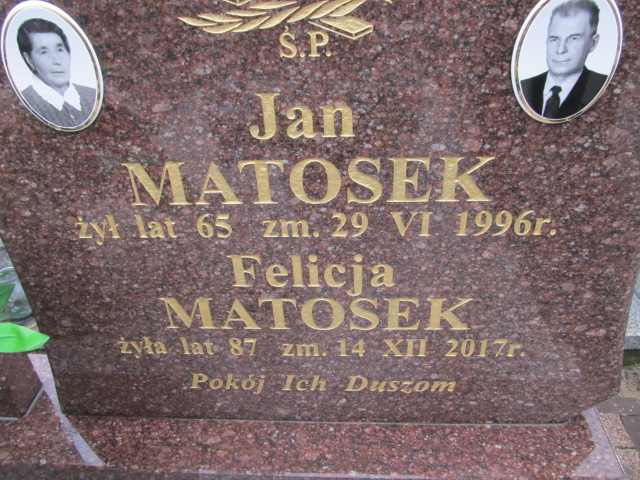 Ś.P.
Jan
MATOSEK
żył lat 65 zm. 29 VI 1996r.
Felicja
MATOSEK
żyła lat 87 zm. 14 XII 2017r.
Pokój Ich Duszom